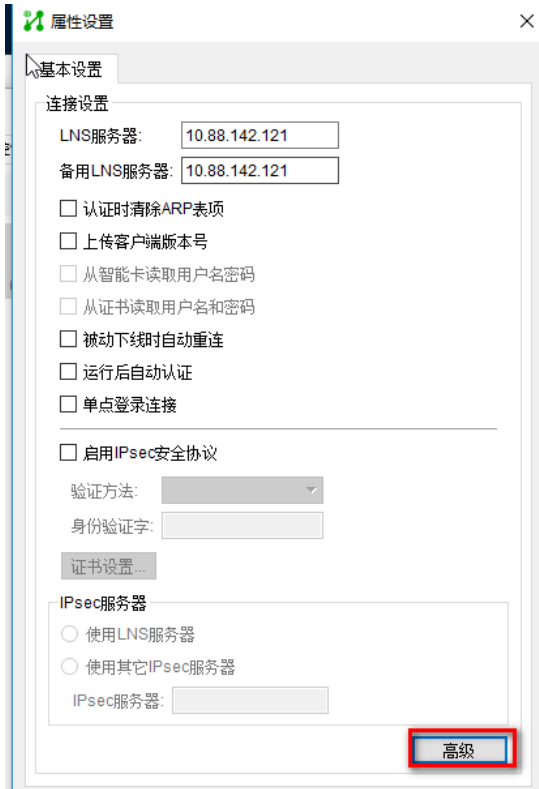 属性设置
基本设置
连接设置
LNS服务器: 10.88.142.121
备用LNS服务器: 10.88.142.121
认证时清除ARP表项
上传客户端版本号
从智能卡读取用户名密码
从证书读取用户名和密码
被动下线时自动重连
运行后自动认证
单点登录连接
启用IPsec安全协议
验证方法:
身份验证字:
证书设置...
IPsec服务器
使用LNS服务器
使用其它IPsec服务器
IPsec服务器:
高级